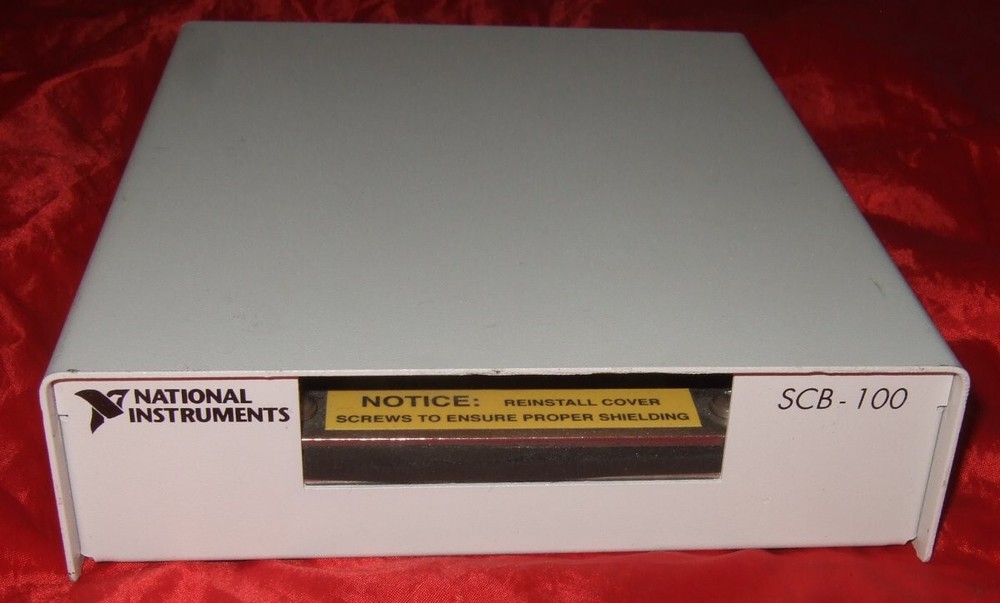 NATIONAL
INSTRUMENTS
NOTICE: REINSTALL COVER
SCREWS TO ENSURE PROPER SHIELDING
SCB - 100